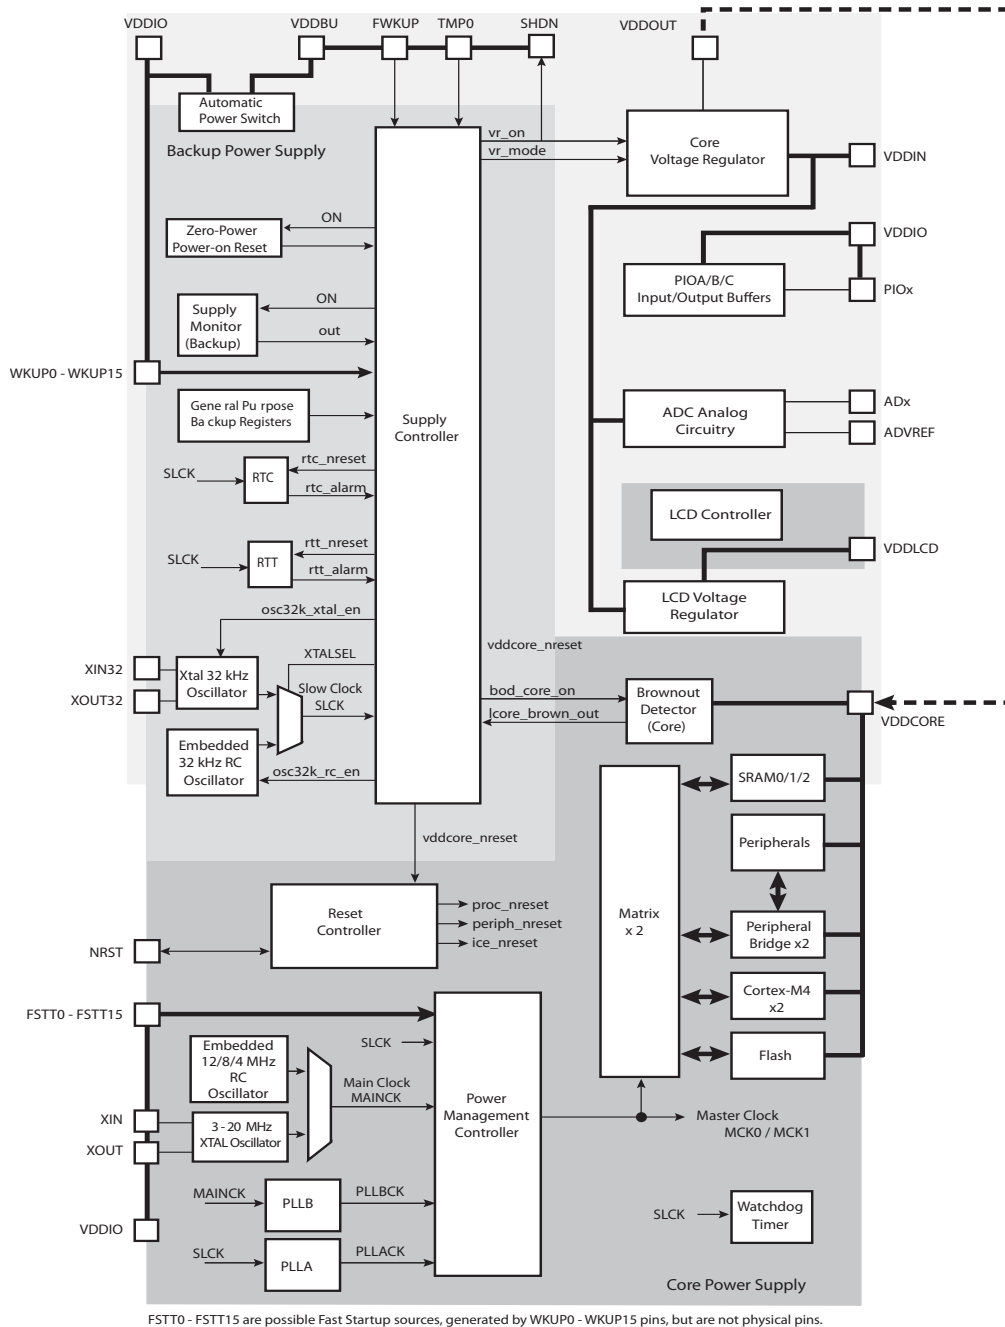 VDDIO
VDDBU
FWKUP
TMP0
SHDN
VDDOUT
Automatic
Power Switch
Backup Power Supply
vr_on
vr_mode
Core
Voltage Regulator
VDDIN
ON
Zero-Power
Power-on Reset
VDDIO
PIOA/B/C
Input/Output Buffers
PIOx
ON
Supply
Monitor
(Backup)
out
WKUP0 - WKUP15
Gene ral Pu rpose
Ba ckup Registers
Supply
Controller
ADC Analog
Circuitry
ADx
ADVREF
SLCK
RTC
rtc_nreset
rtc_alarm
LCD Controller
VDDLCD
SLCK
RTT
rtt_nreset
rtt_alarm
LCD Voltage
Regulator
osc32k_xtal_en
XTALSEL
vddcore_nreset
XIN32
XOUT32
Xtal 32 kHz
Oscillator
Slow Clock
SLCK
bod_core_on
lcore_brown_out
Brownout
Detector
(Core)
VDDCORE
Embedded
32 kHz RC
Oscillator
osc32k_rc_en
SRAM0/1/2
vddcore_nreset
Peripherals
Reset
Controller
proc_nreset
periph_nreset
ice_nreset
Matrix
x 2
Peripheral
Bridge x2
NRST
Cortex-M4
x2
FSTT0 - FSTT15
SLCK
Flash
Embedded
12/8/4 MHz
RC
Oscillator
Main Clock
MAINCK
Power
Management
Controller
Master Clock
MCK0 / MCK1
XIN
3 - 20 MHz
XTAL Oscillator
XOUT
MAINCK
PLLB
PLLBCK
VDDIO
SLCK
Watchdog
Timer
SLCK
PLLA
PLLACK
Core Power Supply
FSTT0 - FSTT15 are possible Fast Startup sources, generated by WKUP0 - WKUP15 pins, but are not physical pins.